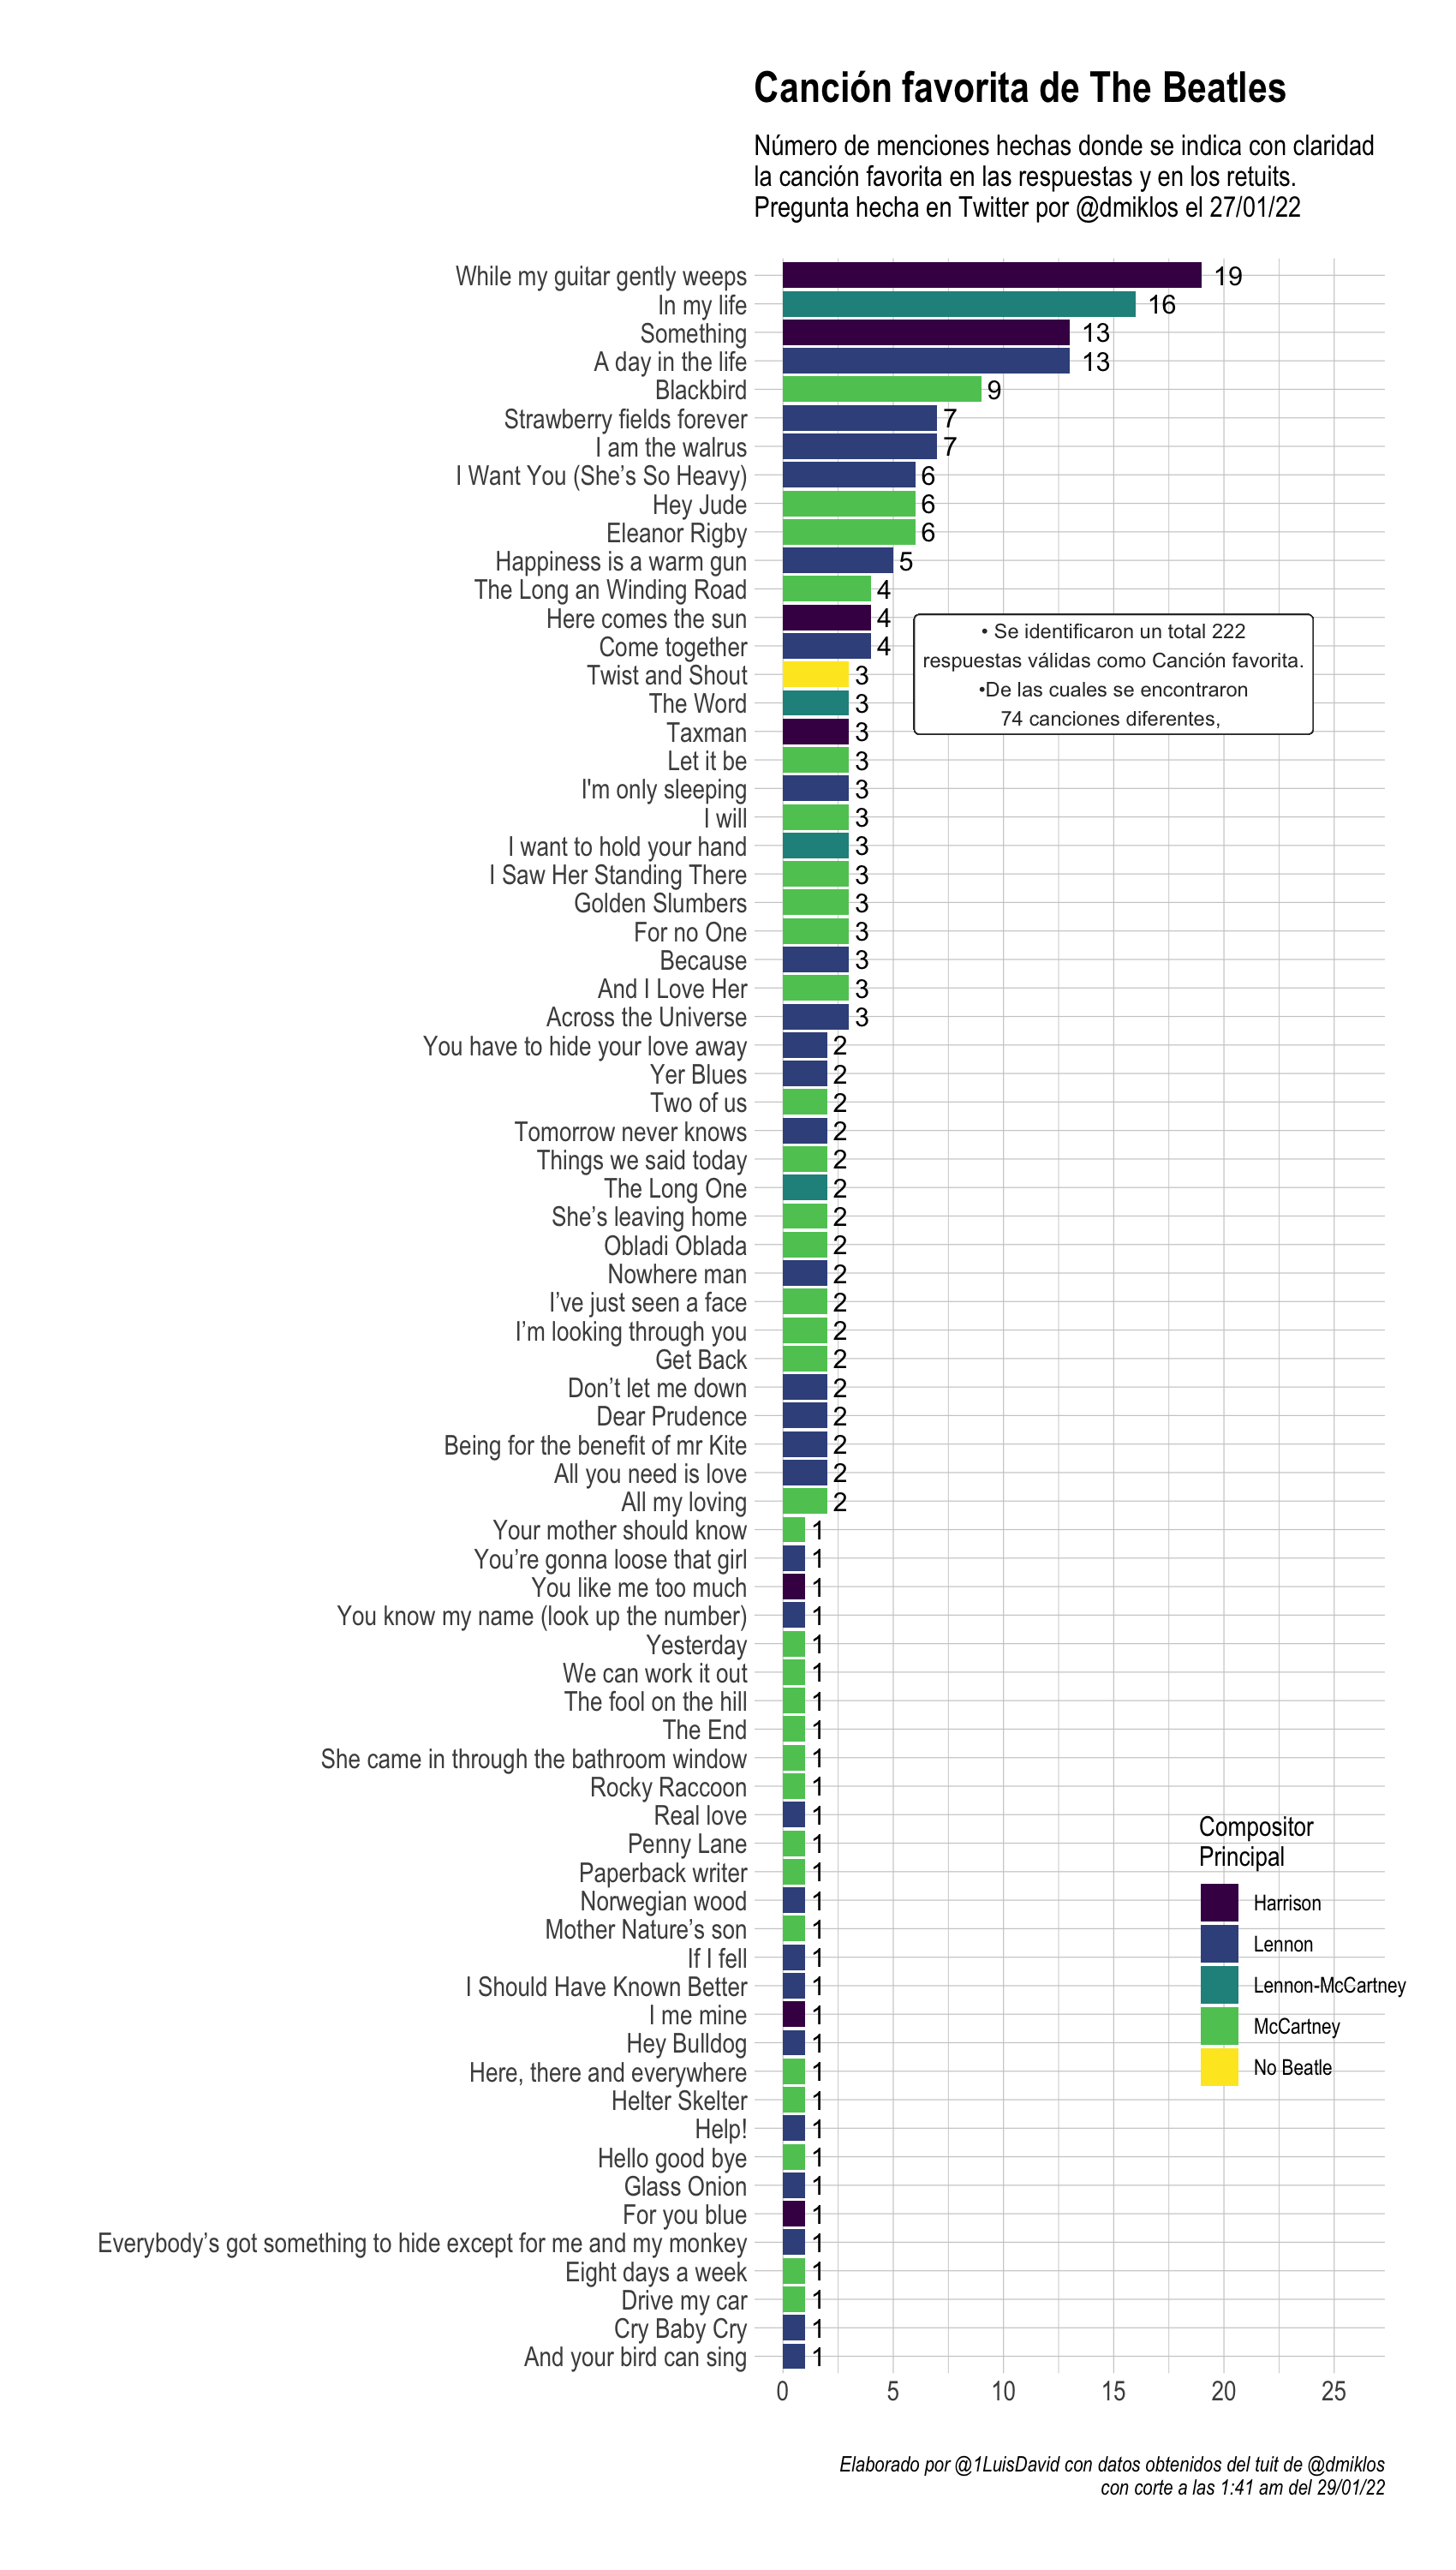 Canción favorita de The Beatles
Número de menciones hechas donde se indica con claridad
la canción favorita en las respuestas y en los retuits.
Pregunta hecha en Twitter por @dmiklos el 27/01/22
While my guitar gently weeps 19
In my life 16
Something 13
A day in the life 13
Blackbird 9
Strawberry fields forever 7
I am the walrus 7
I Want You (She’s So Heavy) 6
Hey Jude 6
Eleanor Rigby 6
Happiness is a warm gun 5
The Long an Winding Road 4
Here comes the sun 4
Come together 4
• Se identificaron un total 222
respuestas válidas como Canción favorita.
•De las cuales se encontraron
74 canciones diferentes,
Twist and Shout 3
The Word 3
Taxman 3
Let it be 3
I'm only sleeping 3
I will 3
I want to hold your hand 3
I Saw Her Standing There 3
Golden Slumbers 3
For no One 3
Because 3
And I Love Her 3
Across the Universe 3
You have to hide your love away 2
Yer Blues 2
Two of us 2
Tomorrow never knows 2
Things we said today 2
The Long One 2
She’s leaving home 2
Obladi Oblada 2
Nowhere man 2
I’ve just seen a face 2
I’m looking through you 2
Get Back 2
Don’t let me down 2
Dear Prudence 2
Being for the benefit of mr Kite 2
All you need is love 2
All my loving 2
Your mother should know 1
You’re gonna loose that girl 1
You like me too much 1
You know my name (look up the number) 1
Yesterday 1
We can work it out 1
The fool on the hill 1
The End 1
She came in through the bathroom window 1
Rocky Raccoon 1
Real love 1
Penny Lane 1
Paperback writer 1
Norwegian wood 1
Mother Nature’s son 1
If I fell 1
I Should Have Known Better 1
I me mine 1
Hey Bulldog 1
Here, there and everywhere 1
Helter Skelter 1
Help! 1
Hello good bye 1
Glass Onion 1
For you blue 1
Everybody’s got something to hide except for me and my monkey 1
Eight days a week 1
Drive my car 1
Cry Baby Cry 1
And your bird can sing 1
Compositor
Principal
Harrison
Lennon
Lennon-McCartney
McCartney
No Beatle
0 5 10 15 20 25
Elaborado por @1LuisDavid con datos obtenidos del tuit de @dmiklos
con corte a las 1:41 am del 29/01/22